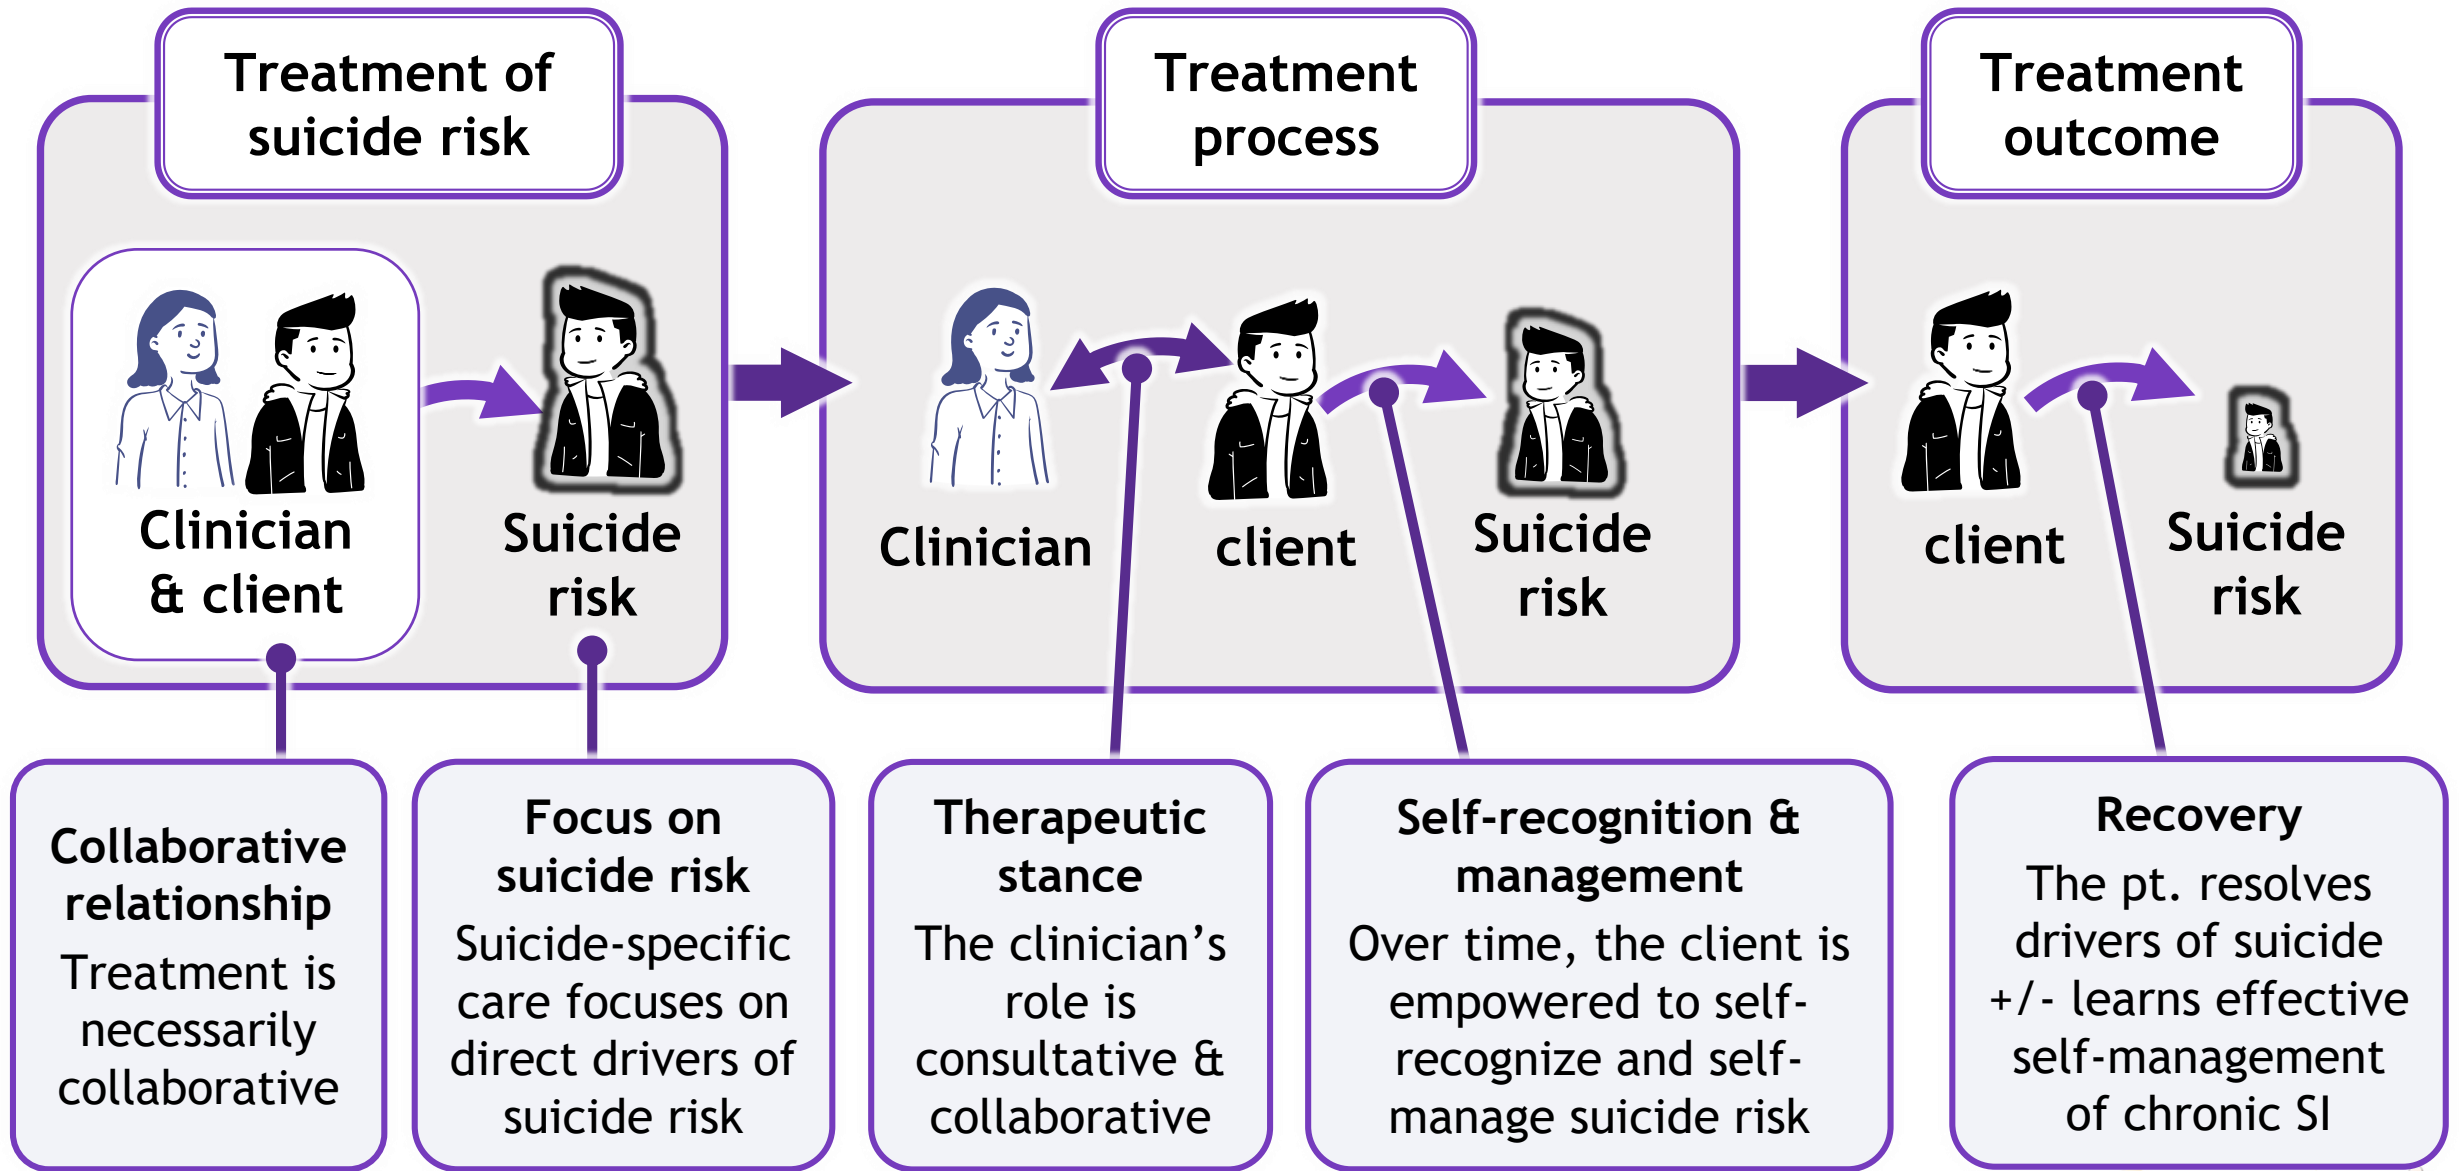 Treatment of
suicide risk
Treatment
process
Treatment
outcome
Clinician
& client
Suicide
risk
Clinician
client
Suicide
risk
client
Suicide
risk
Collaborative
relationship
Treatment is
necessarily
collaborative
Focus on
suicide risk
Suicide-specific
care focuses on
direct drivers of
suicide risk
Therapeutic
stance
The clinician’s
role is
consultative &
collaborative
Self-recognition &
management
Over time, the client is
empowered to self-
recognize and self-
manage suicide risk
Recovery
The pt. resolves
drivers of suicide
+/- learns effective
self-management
of chronic SI